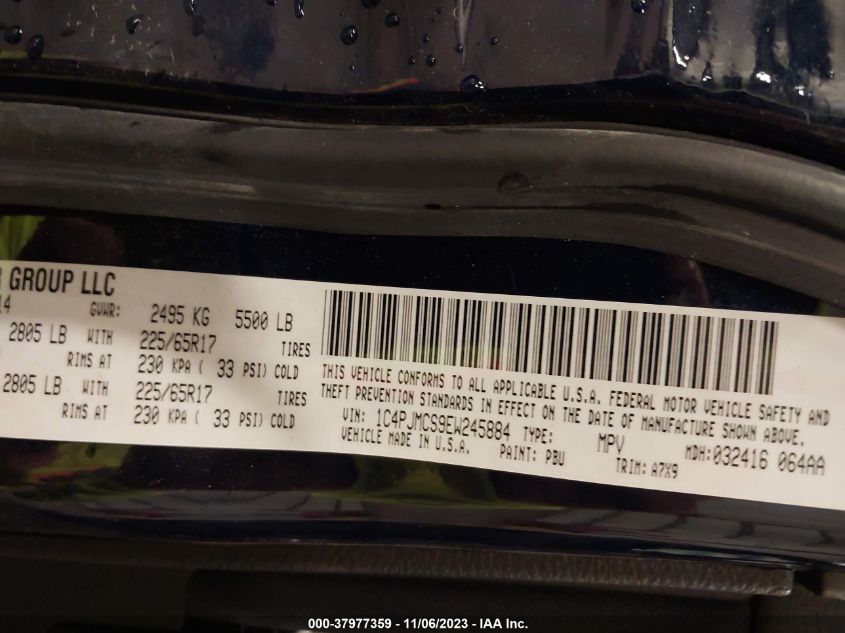 GROUP LLC
14 GVWR: 2495 KG 5500 LB
2805 LB WITH 225/65R17 TIRES
RIMS AT 230 KPA ( 33 PSI) COLD
2805 LB WITH 225/65R17 TIRES
RIMS AT 230 KPA ( 33 PSI) COLD
THIS VEHICLE CONFORMS TO ALL APPLICABLE U.S.A. FEDERAL MOTOR VEHICLE SAFETY AND
THEFT PREVENTION STANDARDS IN EFFECT ON THE DATE OF MANUFACTURE SHOWN ABOVE.
VIN: 1C4PJMCS9EW245884 TYPE: MPV MDH:032416 064AA
VEHICLE MADE IN U.S.A. PAINT: PBU TRIM: A7X9
000-37977359 — 11/06/2023 — IAA Inc.